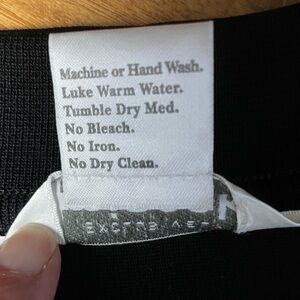 Machine or Hand Wash.
Luke Warm Water.
Tumble Dry Med.
No Bleach.
No Iron.
No Dry Clean.